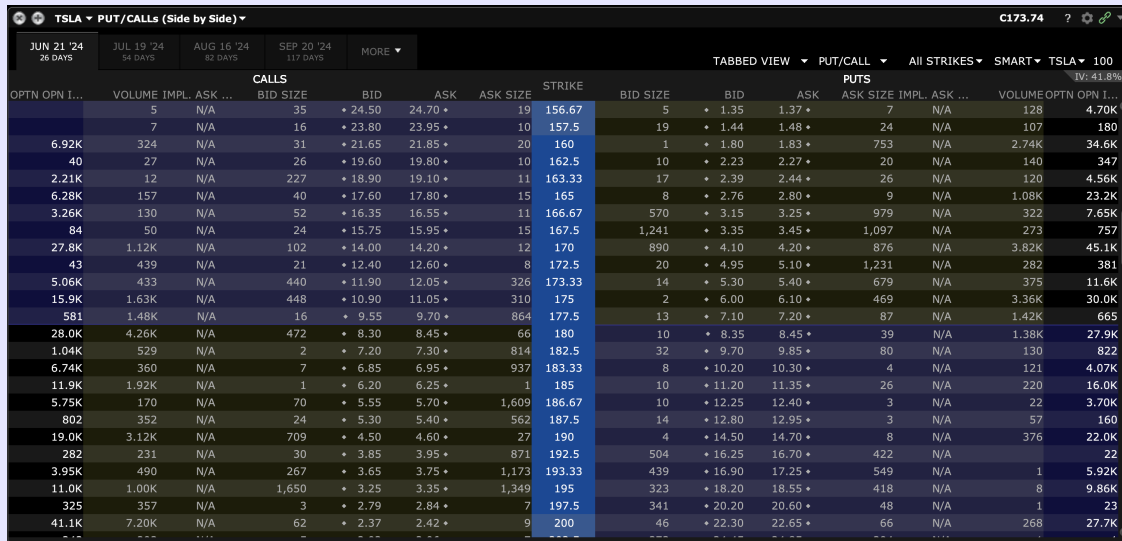 TSLA PUT/CALLs (Side by Side) C173.74 ?
JUN 21 '24 JUL 19 '24 AUG 16 '24 SEP 20 '24 MORE
26 DAYS 54 DAYS 82 DAYS 117 DAYS
TABBED VIEW PUT/CALL All STRIKES SMART TSLA 100
CALLS STRIKE PUTS IV: 41.8%
OPTN OPN I... VOLUME IMPL. ASK ... BID SIZE BID ASK ASK SIZE BID SIZE BID ASK ASK SIZE IMPL. ASK ... VOLUME OPTN OPN I...
5 N/A 35 24.50 24.70 19 156.67 5 1.35 1.37 7 N/A 128 4.70K
7 N/A 16 23.80 23.95 10 157.5 19 1.44 1.48 24 N/A 107 180
6.92K 324 N/A 31 21.65 21.85 20 160 1 1.80 1.83 753 N/A 2.74K 34.6K
40 27 N/A 26 19.60 19.80 10 162.5 10 2.23 2.27 20 N/A 140 347
2.21K 12 N/A 227 18.90 19.10 11 163.33 17 2.39 2.44 26 N/A 120 4.56K
6.28K 157 N/A 40 17.60 17.80 15 165 8 2.76 2.80 9 N/A 1.08K 23.2K
3.26K 130 N/A 52 16.35 16.55 11 166.67 570 3.15 3.25 979 N/A 322 7.65K
84 50 N/A 24 15.75 15.95 15 167.5 1,241 3.35 3.45 1,097 N/A 273 757
27.8K 1.12K N/A 102 14.00 14.20 12 170 890 4.10 4.20 876 N/A 3.82K 45.1K
43 439 N/A 21 12.40 12.60 8 172.5 20 4.95 5.10 1,231 N/A 282 381
5.06K 433 N/A 440 11.90 12.05 326 173.33 14 5.30 5.40 679 N/A 375 11.6K
15.9K 1.63K N/A 448 10.90 11.05 310 175 2 6.00 6.10 469 N/A 3.36K 30.0K
581 1.48K N/A 16 9.55 9.70 864 177.5 13 7.10 7.20 87 N/A 1.42K 665
28.0K 4.26K N/A 472 8.30 8.45 66 180 10 8.35 8.45 39 N/A 1.38K 27.9K
1.04K 529 N/A 2 7.20 7.30 814 182.5 32 9.70 9.85 80 N/A 130 822
6.74K 360 N/A 7 6.85 6.95 937 183.33 8 10.20 10.30 4 N/A 121 4.07K
11.9K 1.92K N/A 1 6.20 6.25 1 185 10 11.20 11.35 26 N/A 220 16.0K
5.75K 170 N/A 70 5.55 5.70 1,609 186.67 10 12.25 12.40 3 N/A 22 3.70K
802 352 N/A 24 5.30 5.40 562 187.5 14 12.80 12.95 3 N/A 57 160
19.0K 3.12K N/A 709 4.50 4.60 27 190 4 14.50 14.70 8 N/A 376 22.0K
282 231 N/A 30 3.85 3.95 871 192.5 504 16.25 16.70 422 N/A 22
3.95K 490 N/A 267 3.65 3.75 1,173 193.33 439 16.90 17.25 549 N/A 1 5.92K
11.0K 1.00K N/A 1,650 3.25 3.35 1,349 195 323 18.20 18.55 418 N/A 8 9.86K
325 357 N/A 3 2.79 2.84 7 197.5 341 20.20 20.60 48 N/A 1 23
41.1K 7.20K N/A 62 2.37 2.42 9 200 46 22.30 22.65 66 N/A 268 27.7K